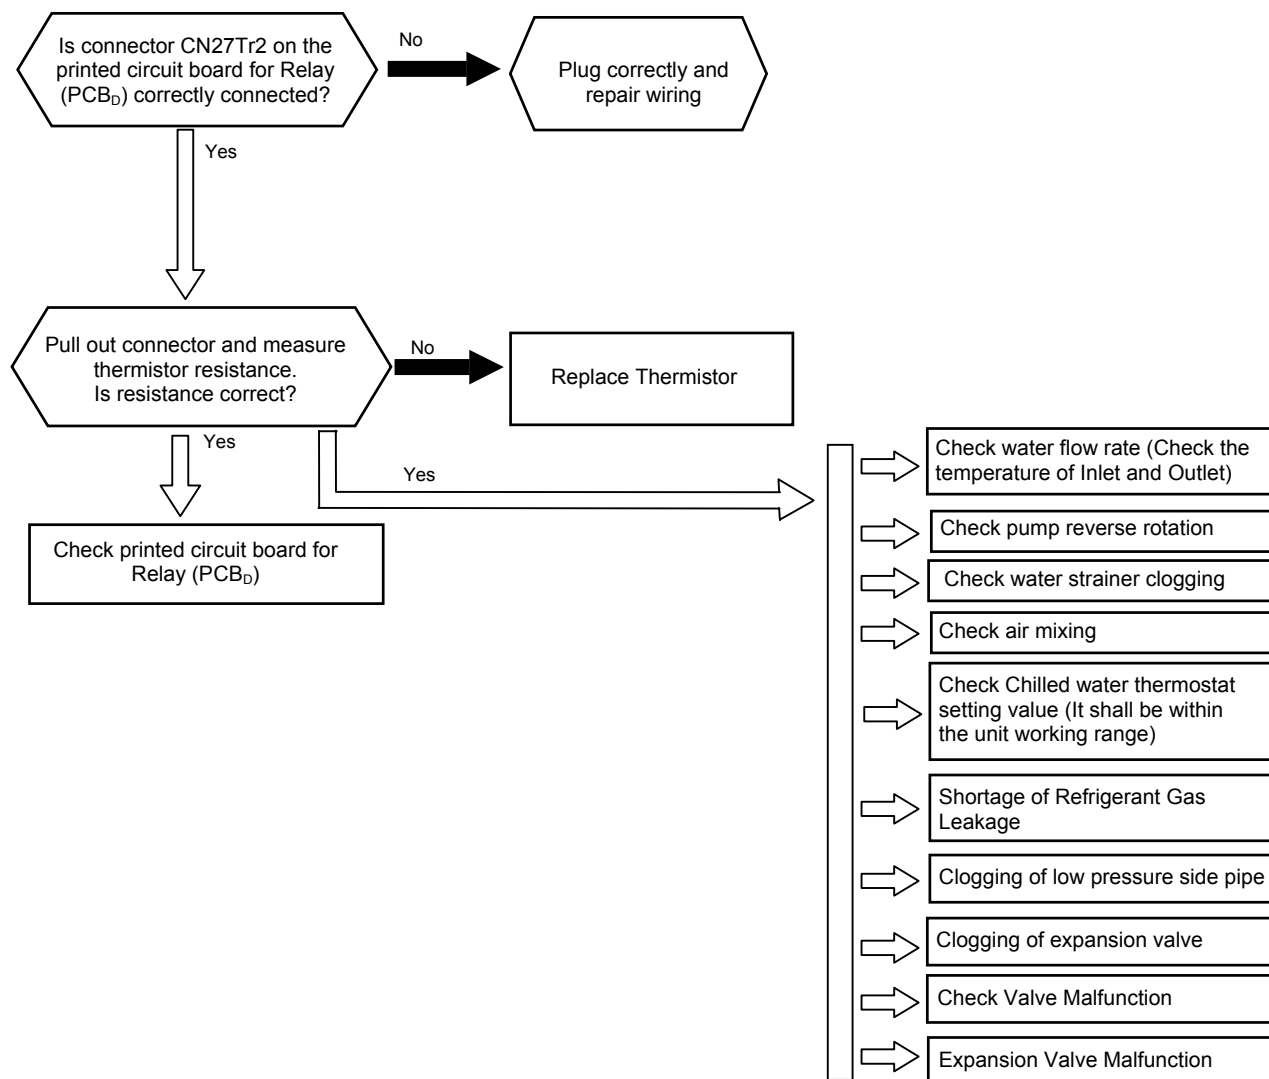 Is connector CN27Tr2 on the
printed circuit board for Relay
(PCBD) correctly connected?
No
Plug correctly and
repair wiring
Yes
Pull out connector and measure
thermistor resistance.
Is resistance correct?
No
Replace Thermistor
Yes
Yes
Check printed circuit board for
Relay (PCBD)
Check water flow rate (Check the
temperature of Inlet and Outlet)
Check pump reverse rotation
Check water strainer clogging
Check air mixing
Check Chilled water thermostat
setting value (It shall be within
the unit working range)
Shortage of Refrigerant Gas
Leakage
Clogging of low pressure side pipe
Clogging of expansion valve
Check Valve Malfunction
Expansion Valve Malfunction